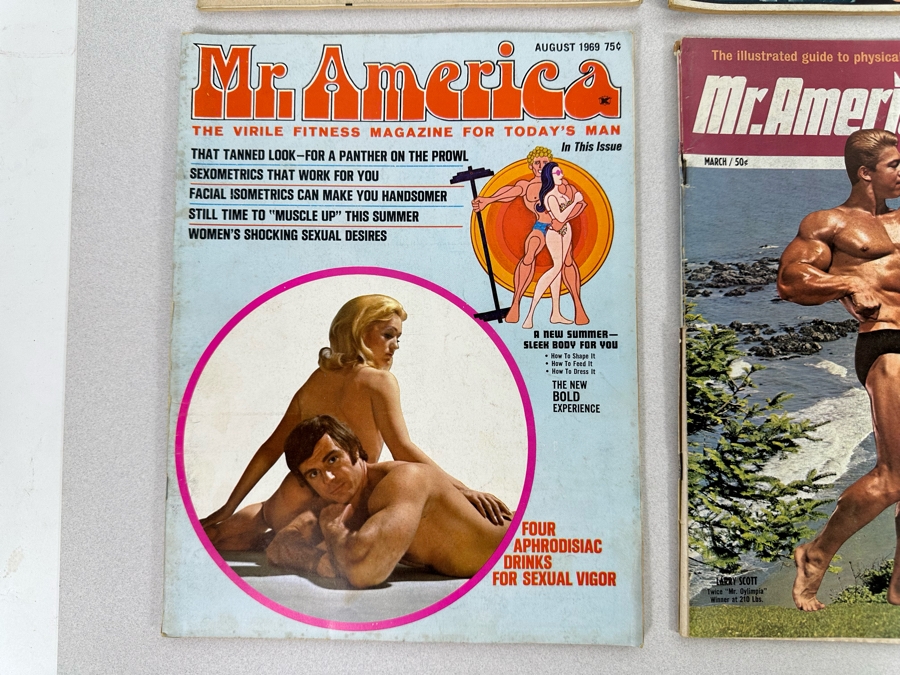 AUGUST 1969 75¢
Mr. America
THE VIRILE FITNESS MAGAZINE FOR TODAY'S MAN
In This Issue
THAT TANNED LOOK—FOR A PANTHER ON THE PROWL
SEXOMETRICS THAT WORK FOR YOU
FACIAL ISOMETRICS CAN MAKE YOU HANDSOMER
STILL TIME TO "MUSCLE UP" THIS SUMMER
WOMEN'S SHOCKING SEXUAL DESIRES
A NEW SUMMER—
SLEEK BODY FOR YOU
• How To Shape It
• How To Feed It
• How To Dress It
THE NEW
BOLD
EXPERIENCE
FOUR
APHRODISIAC
DRINKS
FOR SEXUAL VIGOR
The illustrated guide to physica
Mr. Ameri
MARCH / 50¢
LARRY SCOTT
Twice "Mr. Oylimpia"
Winner at 210 Lbs.